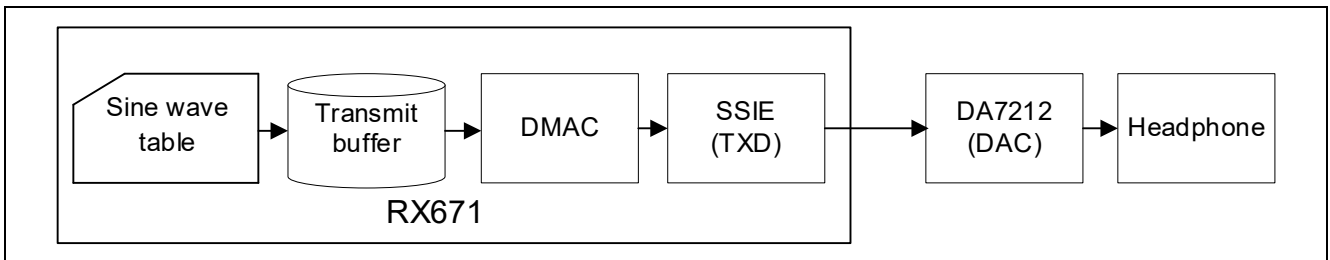 Sine wave
table
Transmit
buffer
DMAC
SSIE
(TXD)
DA7212
(DAC)
Headphone
RX671